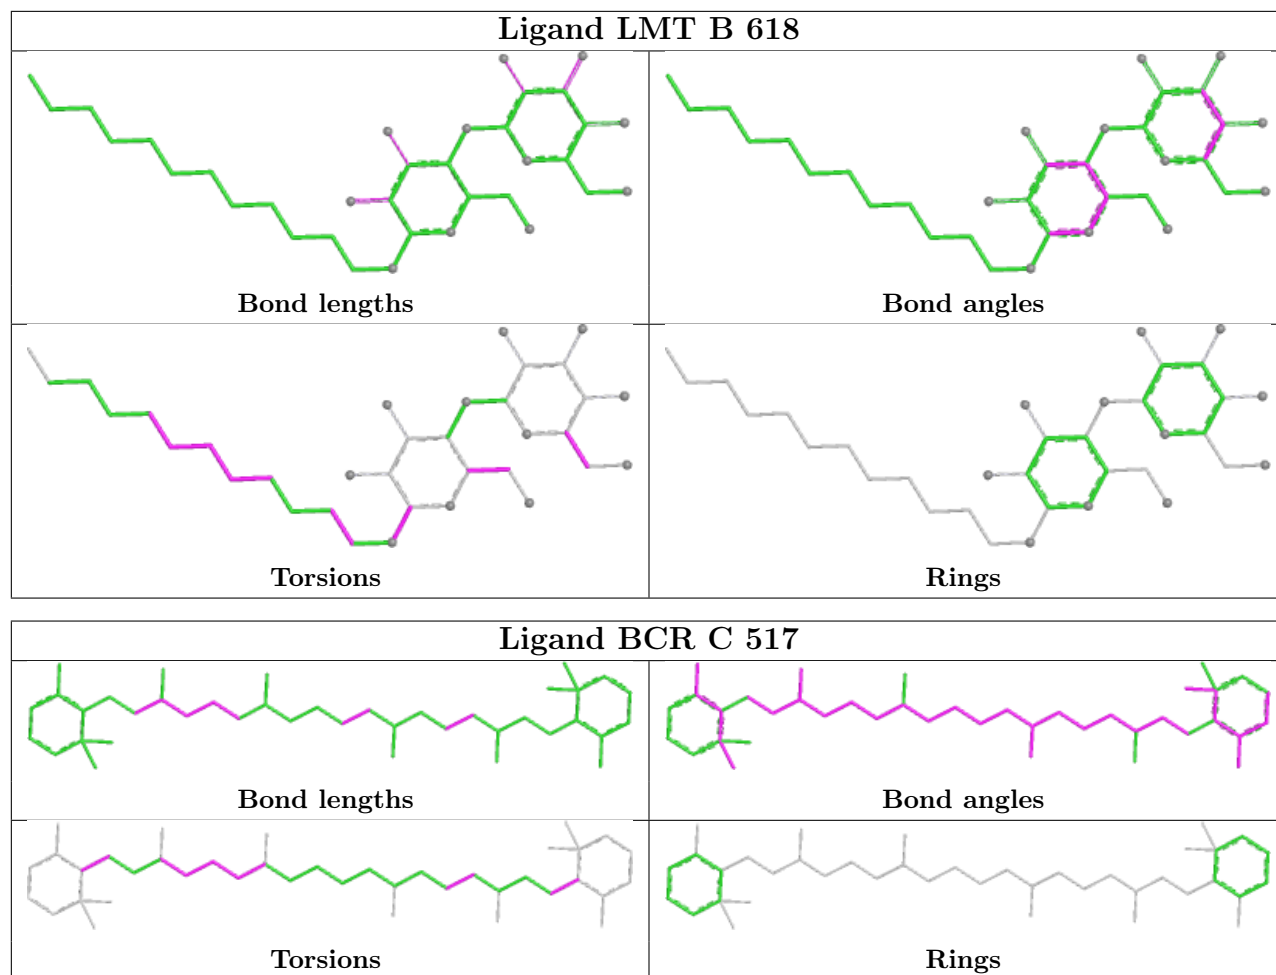 Ligand LMT B 618
Bond lengths
Bond angles
Torsions
Rings
Ligand BCR C 517
Bond lengths
Bond angles
Torsions
Rings